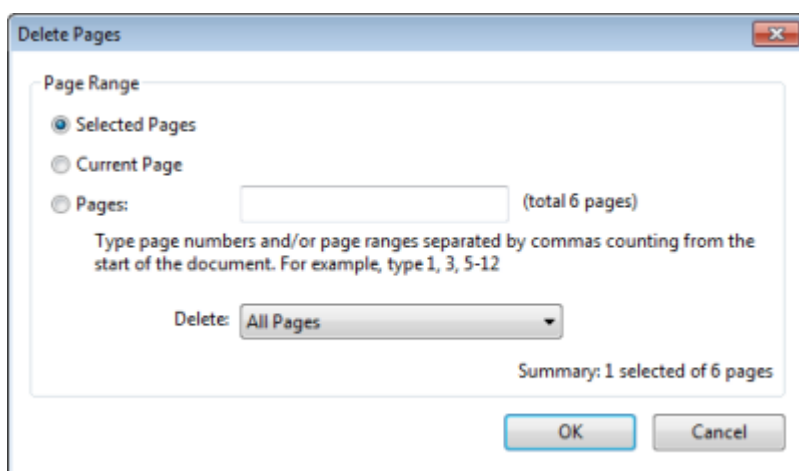 Delete Pages
Page Range
Selected Pages
Current Page
Pages:
(total 6 pages)
Type page numbers and/or page ranges separated by commas counting from the
start of the document. For example, type 1, 3, 5-12
Delete: All Pages
Summary: 1 selected of 6 pages
OK
Cancel